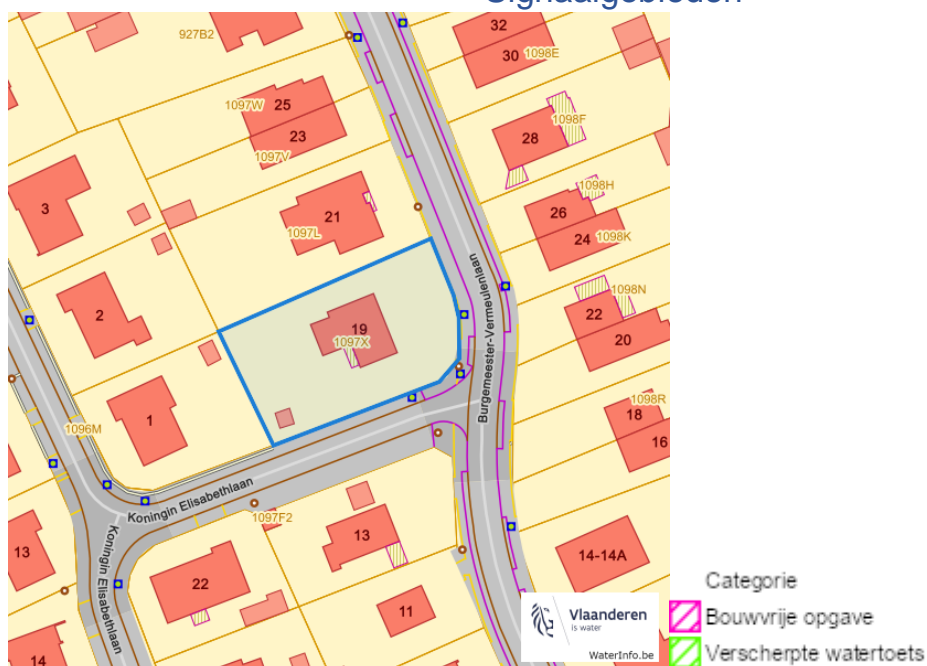 Signaalgebieden
32
30
1098E
927B2
1097W
25
23
1097V
28
1098F
3
21
1097L
1098H
26
24
1098K
Burgemeester-Vermeulenlaan
1098N
22
20
2
19
1097X
1
1096M
1098R
18
16
Koningin Elisabethlaan
1097F2
13
13
Koningin Elisabethlaan
22
11
14-14A
14
Vlaanderen
is water
WaterInfo.be
Categorie
Bouwvrije opgave
Verscherpte watertoets